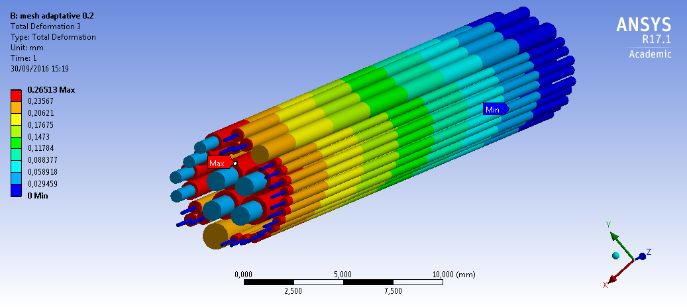 B: mesh adaptative 0.2
Total Deformation 3
Type: Total Deformation
Unit: mm
Time: 1
30/09/2016 15:19
0.26513 Max
0,23567
0,20621
0,17675
0,1473
0,11784
0,088377
0,058918
0,029459
0 Min
ANSYS
R17.1
Academic
Min
Max
Y
Z
X
0,000
5,000
10,000 (mm)
2,500
7,500